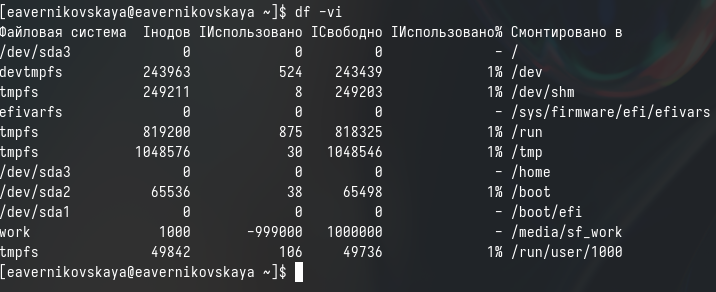 [eavernikovskaya@eavernikovskaya ~]$ df -vi
Файловая система Iнодов IИспользовано IСвободно IИспользовано% Смонтировано в
/dev/sda3 0 0 0 - /
devtmpfs 243963 524 243439 1% /dev
tmpfs 249211 8 249203 1% /dev/shm
efivarfs 0 0 0 - /sys/firmware/efi/efivars
tmpfs 819200 875 818325 1% /run
tmpfs 1048576 30 1048546 1% /tmp
/dev/sda3 0 0 0 - /home
/dev/sda2 65536 38 65498 1% /boot
/dev/sda1 0 0 0 - /boot/efi
work 1000 -999000 1000000 - /media/sf_work
tmpfs 49842 106 49736 1% /run/user/1000
[eavernikovskaya@eavernikovskaya ~]$